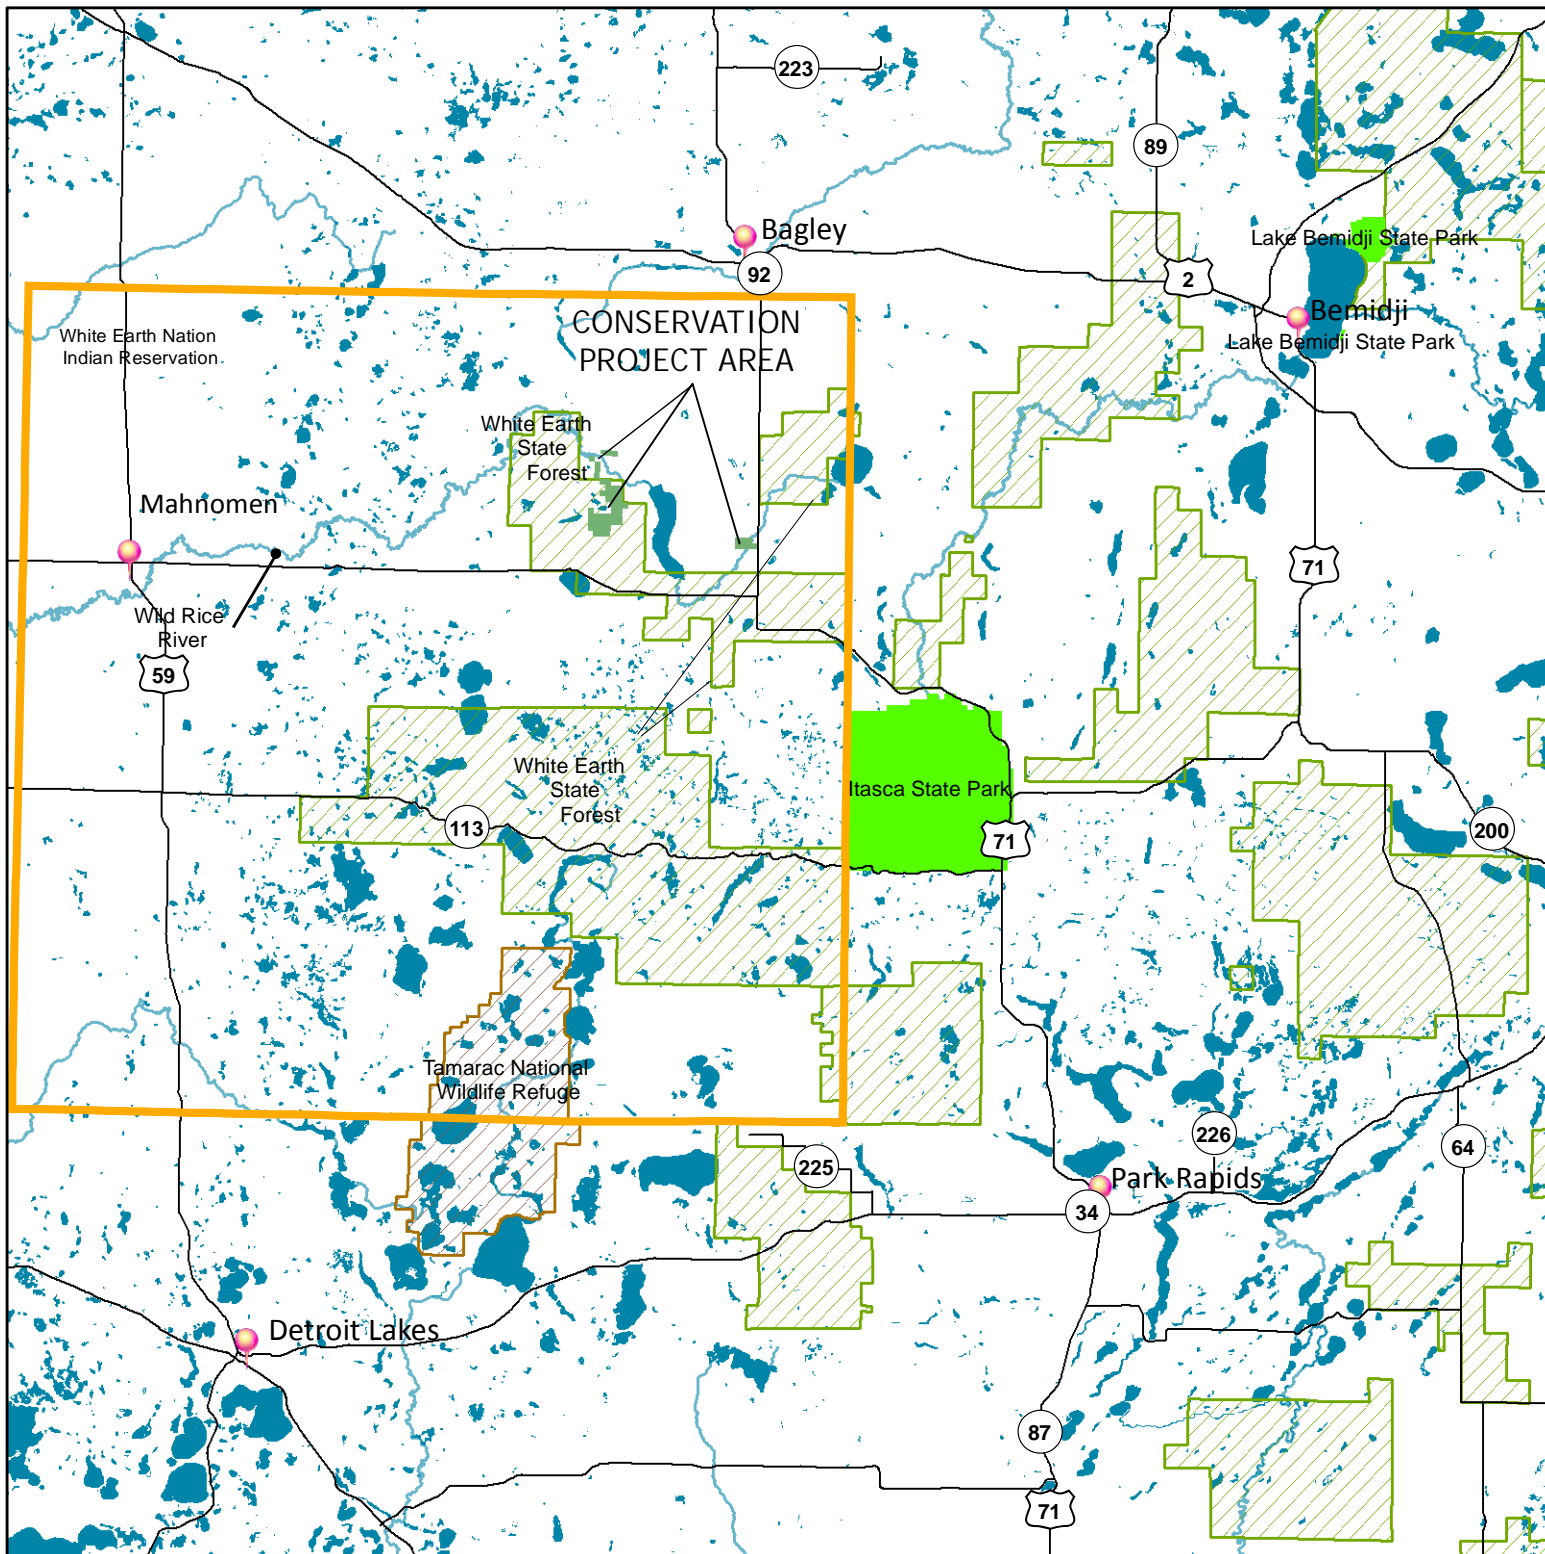 223
89
Bagley
Lake Bemidji State Park
92
2
Bemidji
Lake Bemidji State Park
CONSERVATION
PROJECT AREA
White Earth Nation
Indian Reservation
White Earth
State
Forest
Mahnomen
71
Wild Rice
River
59
White Earth
State
Forest
Itasca State Park
113
71
200
Tamarac National
Wildlife Refuge
226
64
225
Park Rapids
34
Detroit Lakes
87
71